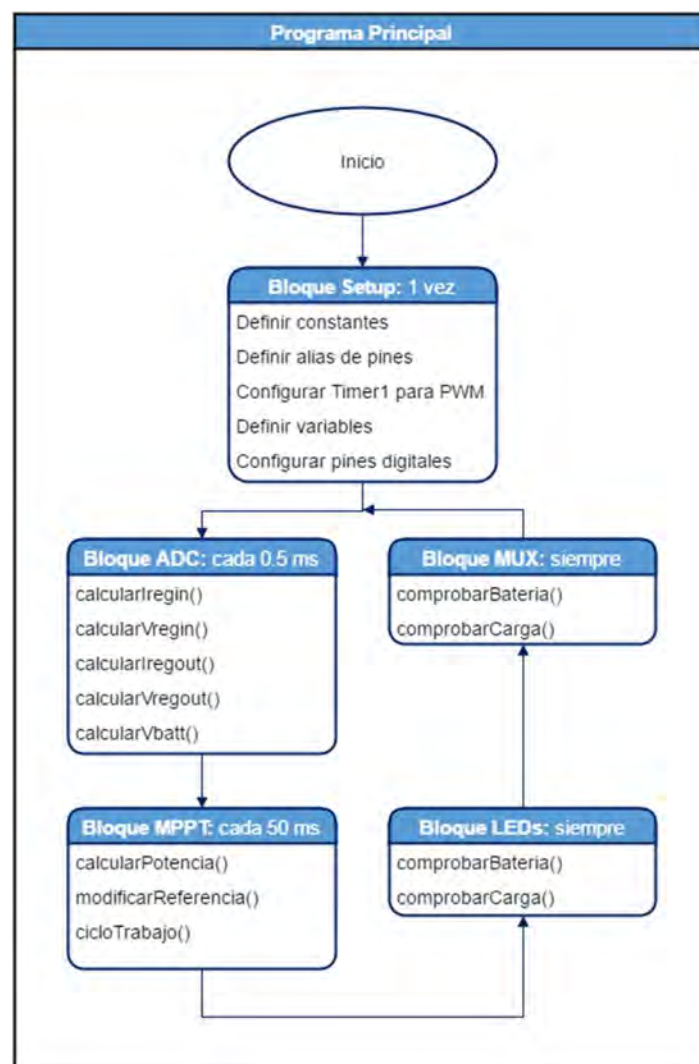 Programa Principal
Inicio
Bloque Setup: 1 vez
Definir constantes
Definir alias de pines
Configurar Timer1 para PWM
Definir variables
Configurar pines digitales
Bloque ADC: cada 0.5 ms
calcularIregin()
calcularVregin()
calcularIregout()
calcularVregout()
calcularVbatt()
Bloque MPPT: cada 50 ms
calcularPotencia()
modificarReferencia()
cicloTrabajo()
Bloque LEDs: siempre
comprobarBateria()
comprobarCarga()
Bloque MUX: siempre
comprobarBateria()
comprobarCarga()